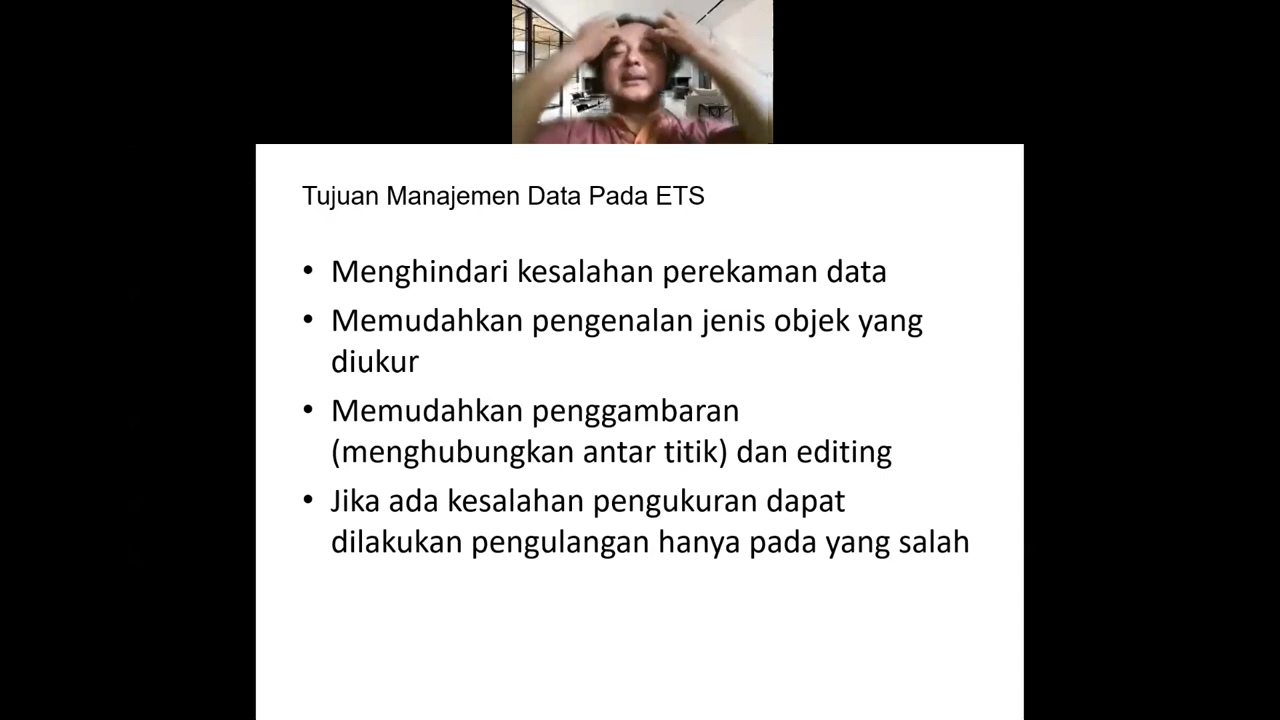 Tujuan Manajemen Data Pada ETS
• Menghindari kesalahan perekaman data
• Memudahkan pengenalan jenis objek yang
diukur
• Memudahkan penggambaran
(menghubungkan antar titik) dan editing
• Jika ada kesalahan pengukuran dapat
dilakukan pengulangan hanya pada yang salah